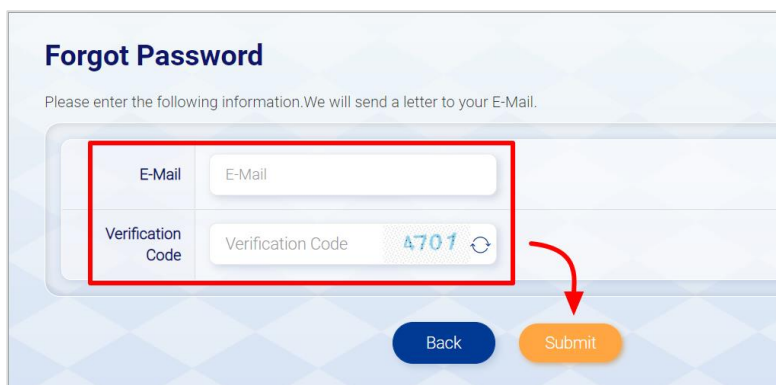 Forgot Password
Please enter the following information.We will send a letter to your E-Mail.
E-Mail E-Mail
Verification
Code
Verification Code 4701
Back Submit